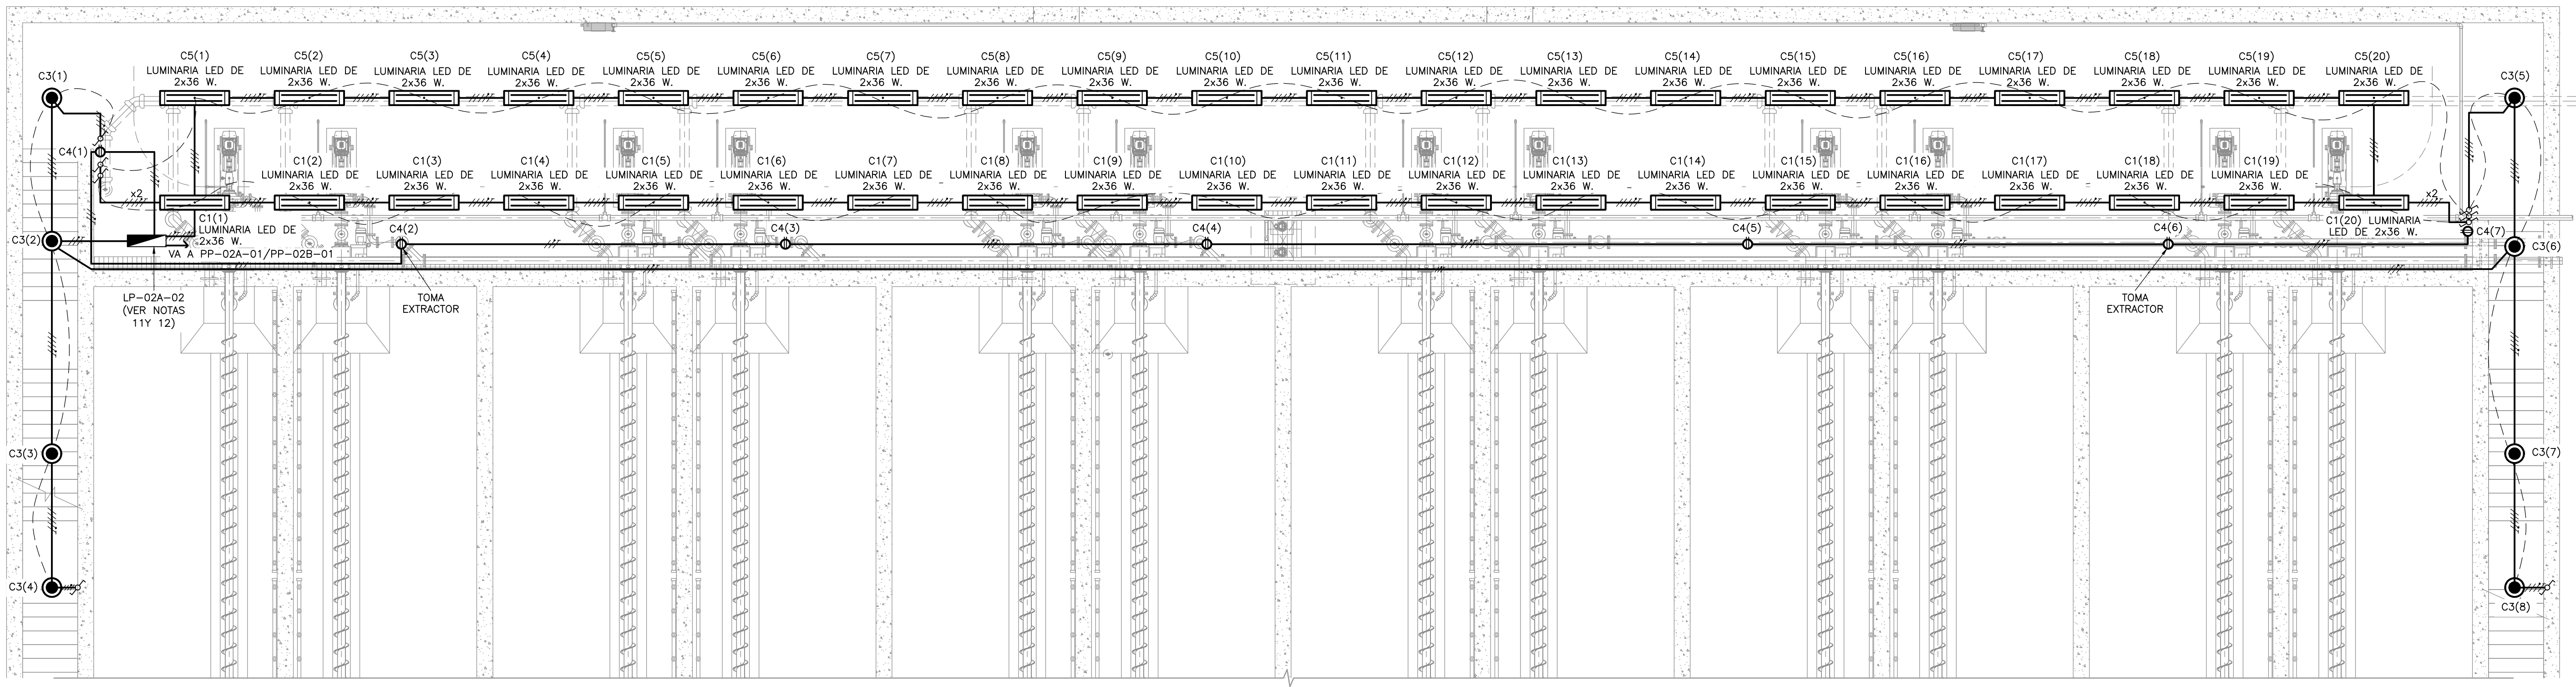 C5(1)
LUMINARIA LED DE
2x36 W.
C5(2)
LUMINARIA LED DE
2x36 W.
C5(3)
LUMINARIA LED DE
2x36 W.
C5(4)
LUMINARIA LED DE
2x36 W.
C5(5)
LUMINARIA LED DE
2x36 W.
C5(6)
LUMINARIA LED DE
2x36 W.
C5(7)
LUMINARIA LED DE
2x36 W.
C5(8)
LUMINARIA LED DE
2x36 W.
C5(9)
LUMINARIA LED DE
2x36 W.
C5(10)
LUMINARIA LED DE
2x36 W.
C5(11)
LUMINARIA LED DE
2x36 W.
C5(12)
LUMINARIA LED DE
2x36 W.
C5(13)
LUMINARIA LED DE
2x36 W.
C5(14)
LUMINARIA LED DE
2x36 W.
C5(15)
LUMINARIA LED DE
2x36 W.
C5(16)
LUMINARIA LED DE
2x36 W.
C5(17)
LUMINARIA LED DE
2x36 W.
C5(18)
LUMINARIA LED DE
2x36 W.
C5(19)
LUMINARIA LED DE
2x36 W.
C5(20)
LUMINARIA LED DE
2x36 W.
C3(1)
C3(5)
C4(1)
x2
C1(2)
LUMINARIA LED DE
2x36 W.
C1(3)
LUMINARIA LED DE
2x36 W.
C1(4)
LUMINARIA LED DE
2x36 W.
C1(5)
LUMINARIA LED DE
2x36 W.
C1(6)
LUMINARIA LED DE
2x36 W.
C1(7)
LUMINARIA LED DE
2x36 W.
C1(8)
LUMINARIA LED DE
2x36 W.
C1(9)
LUMINARIA LED DE
2x36 W.
C1(10)
LUMINARIA LED DE
2x36 W.
C1(11)
LUMINARIA LED DE
2x36 W.
C1(12)
LUMINARIA LED DE
2x36 W.
C1(13)
LUMINARIA LED DE
2x36 W.
C1(14)
LUMINARIA LED DE
2x36 W.
C1(15)
LUMINARIA LED DE
2x36 W.
C1(16)
LUMINARIA LED DE
2x36 W.
C1(17)
LUMINARIA LED DE
2x36 W.
C1(18)
LUMINARIA LED DE
2x36 W.
C1(19)
LUMINARIA LED DE
2x36 W.
x2
C1(1)
LUMINARIA LED DE
2x36 W.
C1(20) LUMINARIA
LED DE 2x36 W.
C3(2)
C4(2)
C4(3)
C4(4)
C4(5)
C4(6)
C4(7)
C3(6)
VA A PP-02A-01/PP-02B-01
LP-02A-02
(VER NOTAS
11Y 12)
TOMA
EXTRACTOR
TOMA
EXTRACTOR
C3(3)
C3(7)
C3(4)
C3(8)